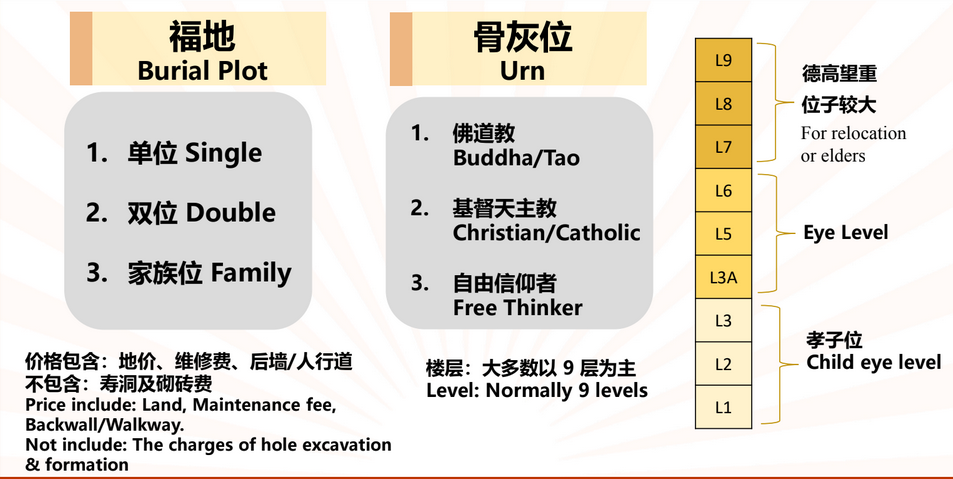 福地
Burial Plot
1. 单位 Single
2. 双位 Double
3. 家族位 Family
价格包含：地价、维修费、后墙/人行道
不包含：寿洞及砌砖费
Price include: Land, Maintenance fee,
Backwall/Walkway.
Not include: The charges of hole excavation
& formation
骨灰位
Urn
1. 佛道教
Buddha/Tao
2. 基督天主教
Christian/Catholic
3. 自由信仰者
Free Thinker
楼层：大多数以 9 层为主
Level: Normally 9 levels
L9
L8
L7
L6
L5
L3A
L3
L2
L1
德高望重
位子较大
For relocation
or elders
Eye Level
孝子位
Child eye level